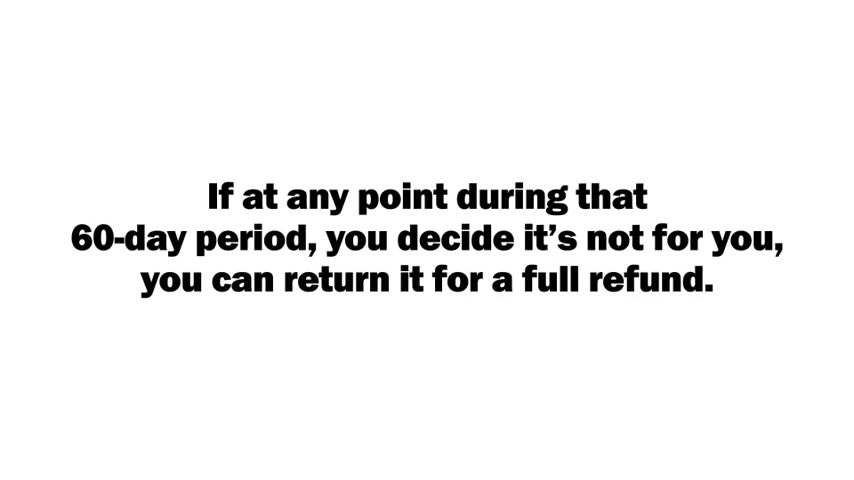 If at any point during that
60-day period, you decide it’s not for you,
you can return it for a full refund.